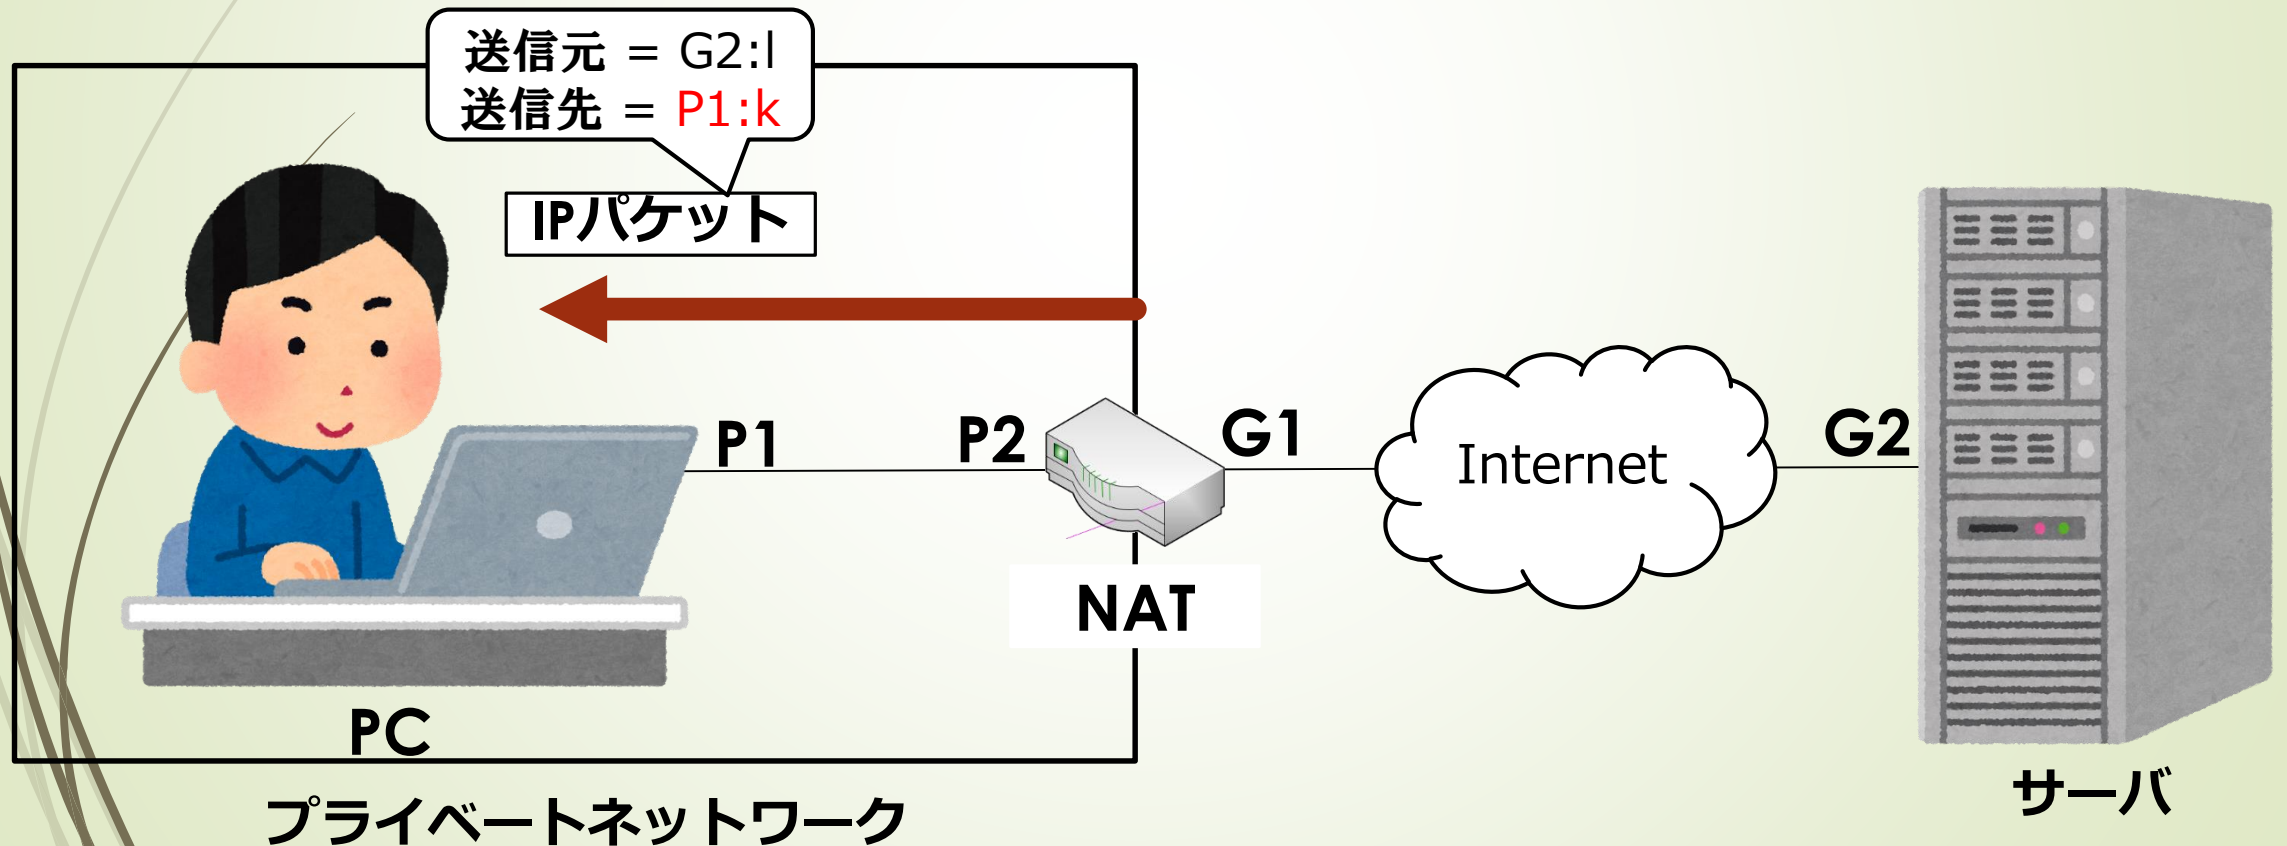 送信元 = G2:l
送信先 = P1:k
IPパケット
P1
P2
G1
Internet
G2
NAT
PC
サーバ
プライベートネットワーク